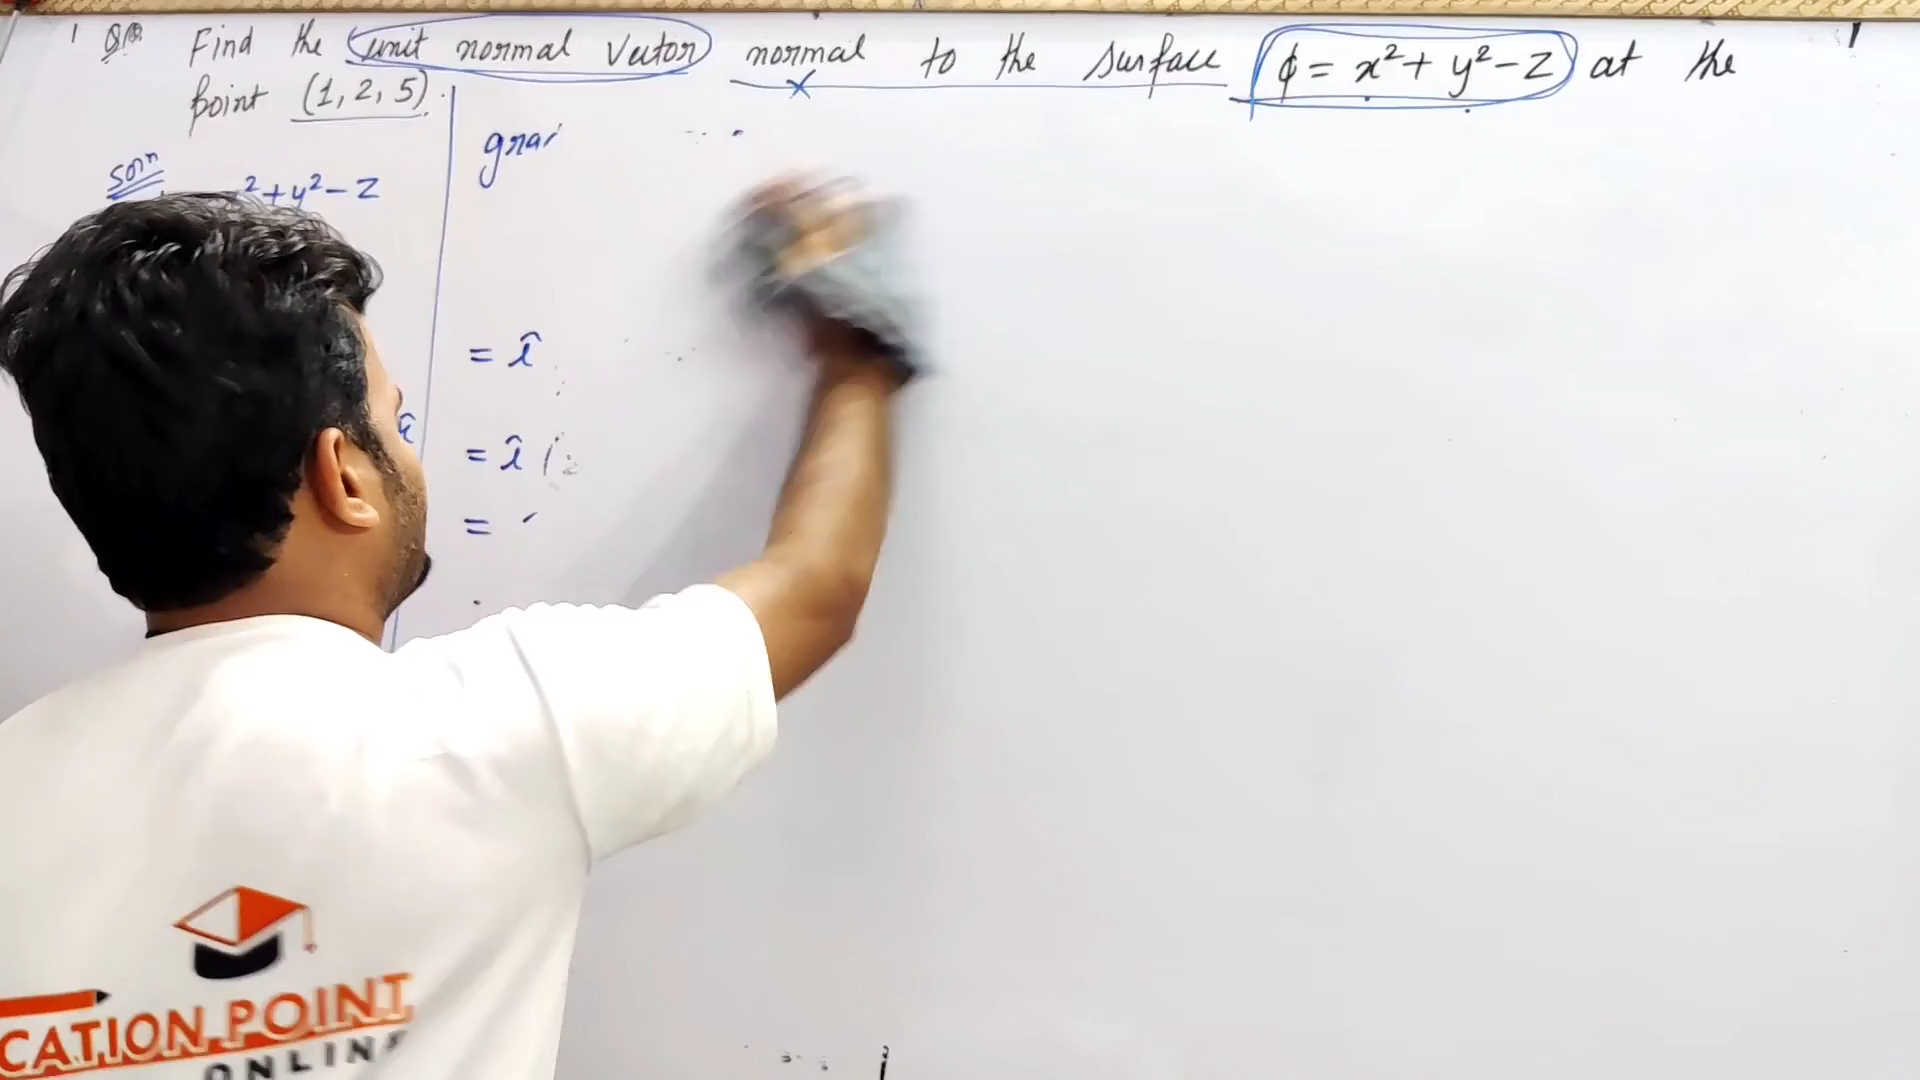 Find the unit normal Vector normal to the surface ϕ = x² + y² - z at the
point (1, 2, 5).
Solⁿ
² + y² - z
= î
= î (
=
CATION POINT
ONLINE